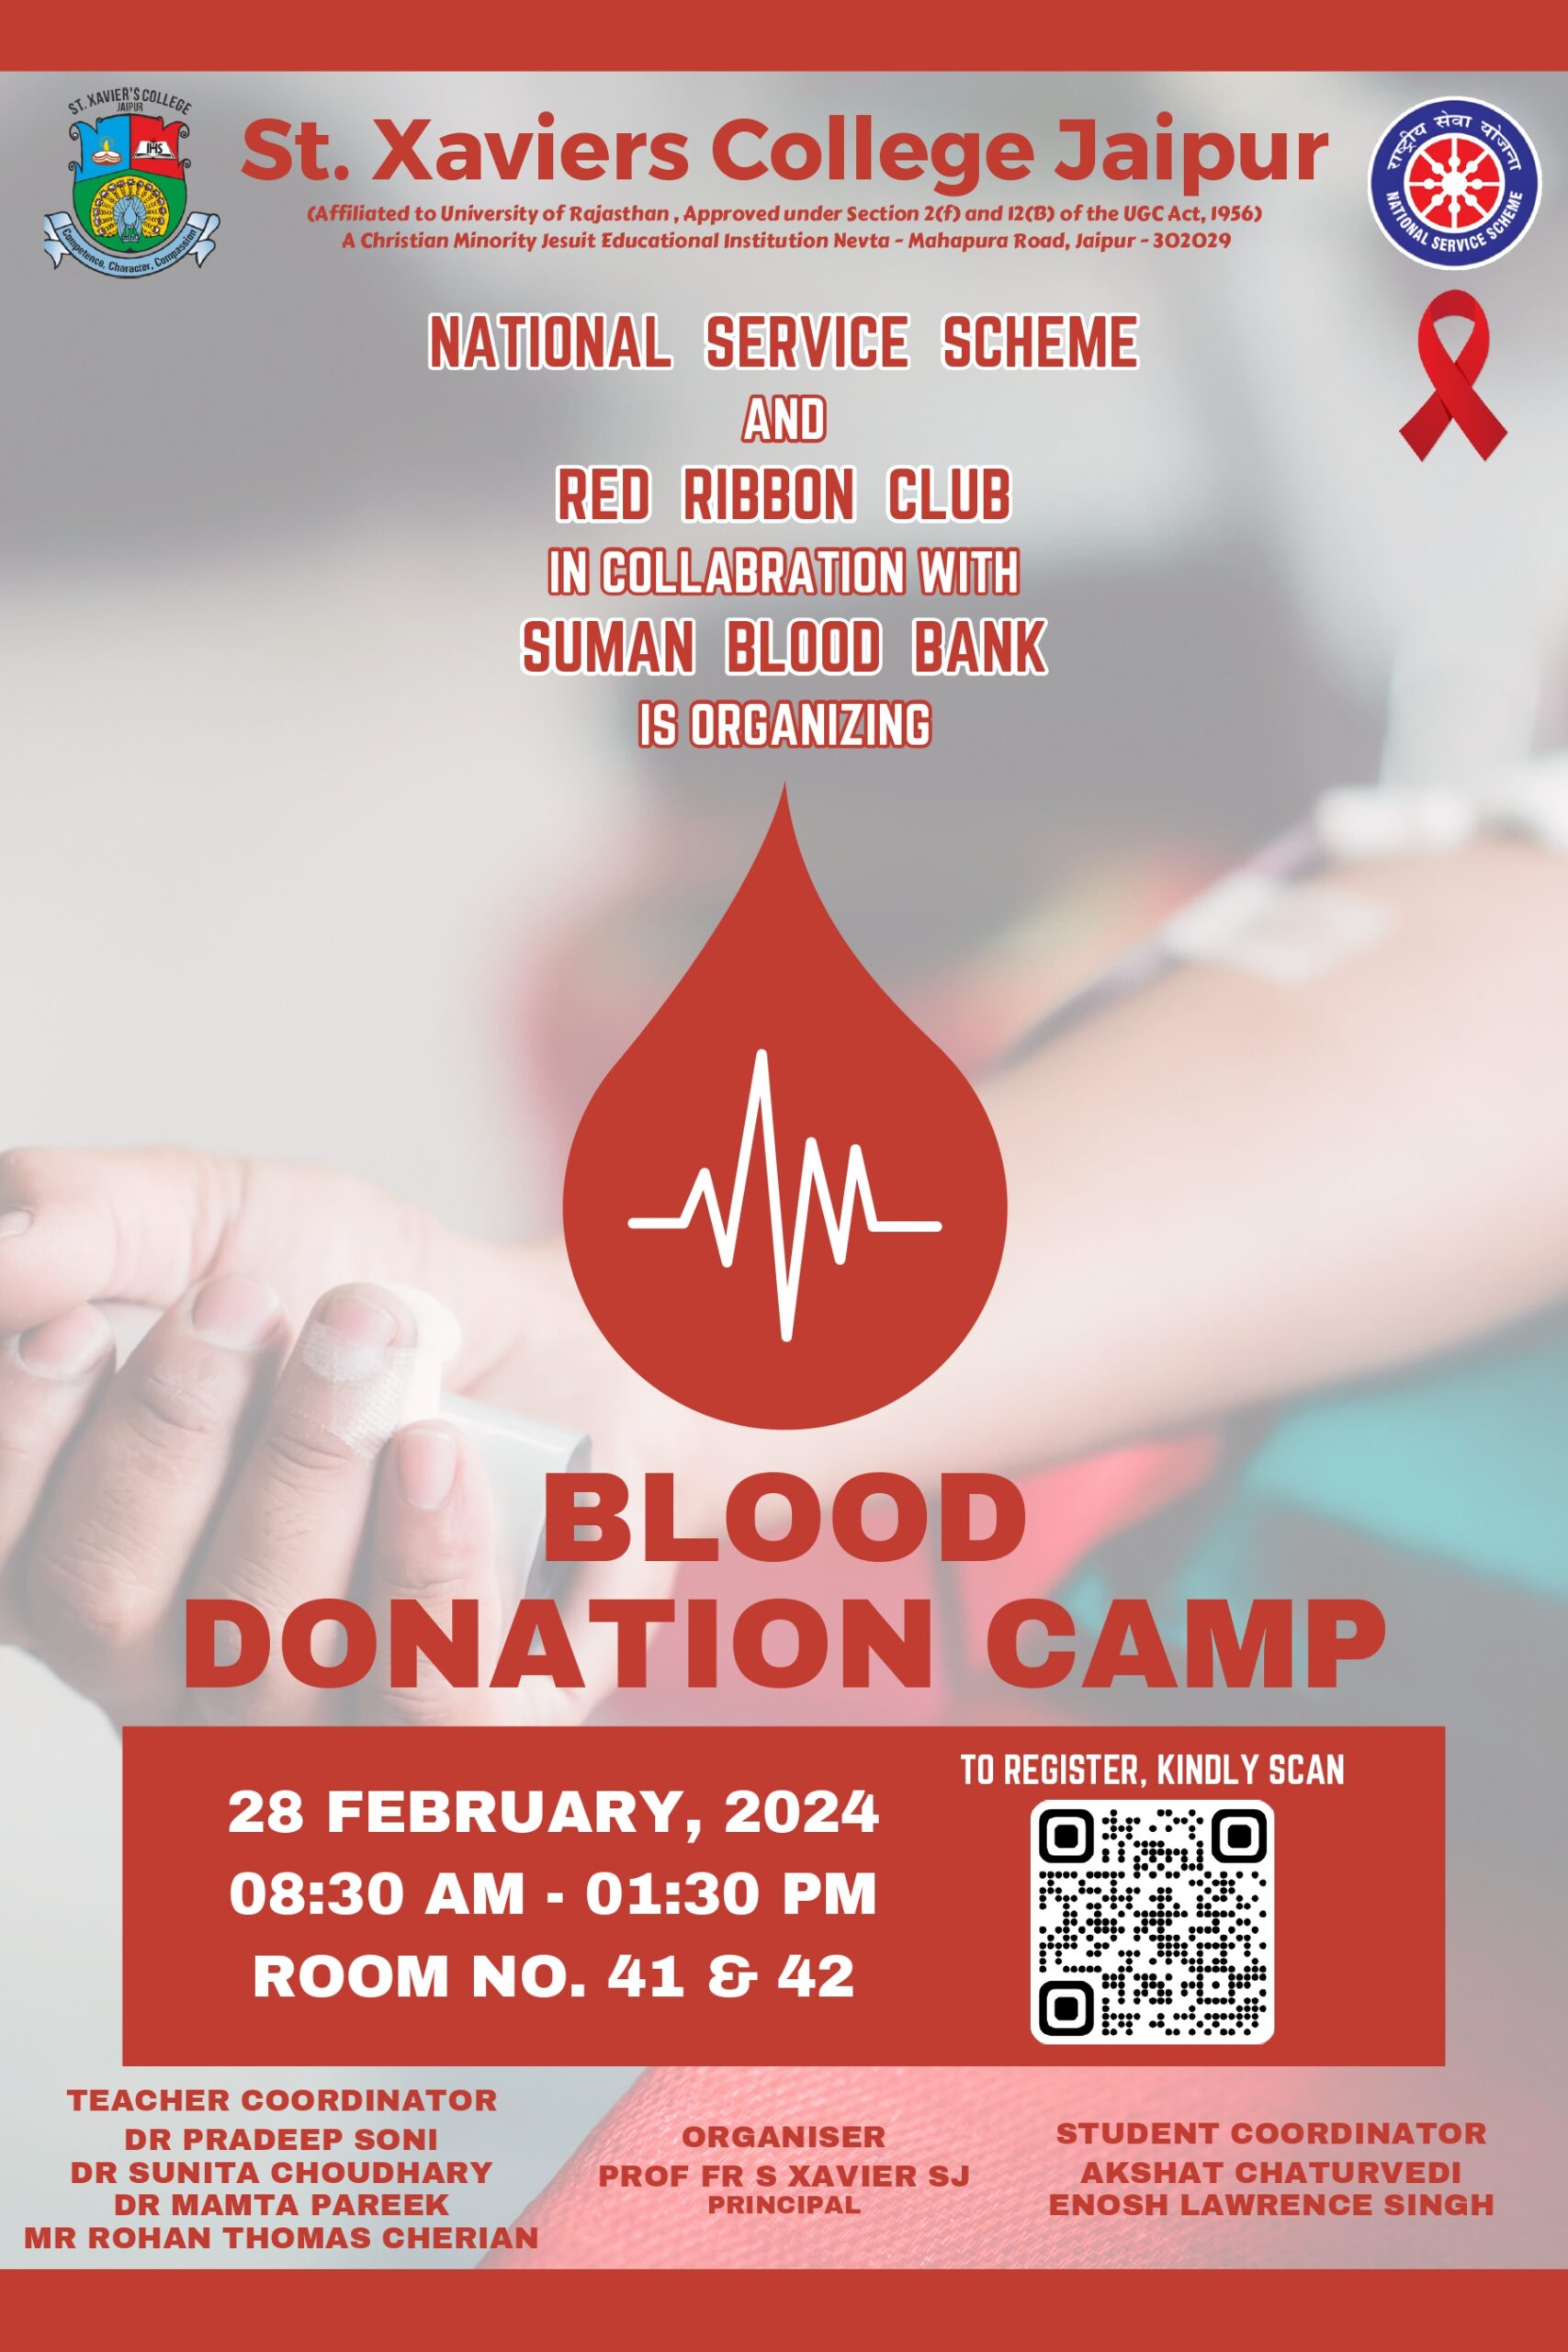 ST. XAVIER'S COLLEGE
JAIPUR
IHS
Competence, Character, Compassion
St. Xaviers College Jaipur
(Affiliated to University of Rajasthan , Approved under Section 2(f) and 12(B) of the UGC Act, 1956)
A Christian Minority Jesuit Educational Institution Nevta - Mahapura Road, Jaipur - 302029
राष्ट्रीय सेवा योजना
NATIONAL SERVICE SCHEME
NATIONAL SERVICE SCHEME
AND
RED RIBBON CLUB
IN COLLABRATION WITH
SUMAN BLOOD BANK
IS ORGANIZING
BLOOD
DONATION CAMP
28 FEBRUARY, 2024
08:30 AM - 01:30 PM
ROOM NO. 41 & 42
TO REGISTER, KINDLY SCAN
TEACHER COORDINATOR
DR PRADEEP SONI
DR SUNITA CHOUDHARY
DR MAMTA PAREEK
MR ROHAN THOMAS CHERIAN
ORGANISER
PROF FR S XAVIER SJ
PRINCIPAL
STUDENT COORDINATOR
AKSHAT CHATURVEDI
ENOSH LAWRENCE SINGH